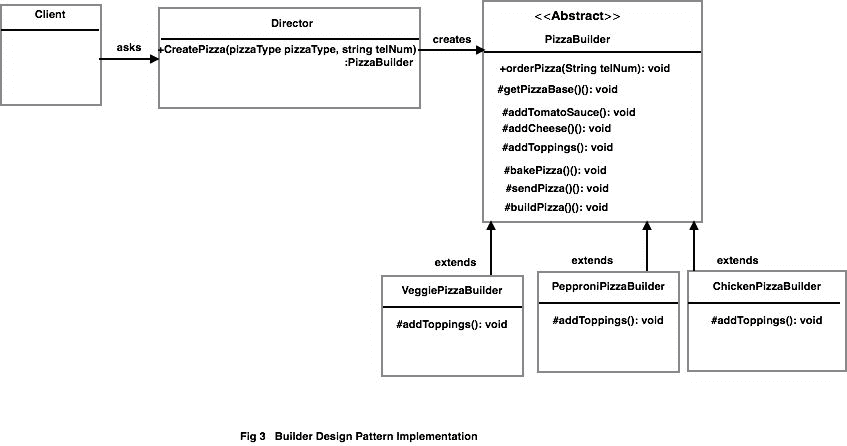 Client
asks
Director
+CreatePizza(pizzaType pizzaType, string telNum)
:PizzaBuilder
creates
<<Abstract>>
PizzaBuilder
+orderPizza(String telNum): void
#getPizzaBase()(): void
#addTomatoSauce(): void
#addCheese()(): void
#addToppings(): void
#bakePizza()(): void
#sendPizza()(): void
#buildPizza()(): void
extends
extends
extends
VeggiePizzaBuilder
#addToppings(): void
PepproniPizzaBuilder
#addToppings(): void
ChickenPizzaBuilder
#addToppings(): void
Fig 3 Builder Design Pattern Implementation